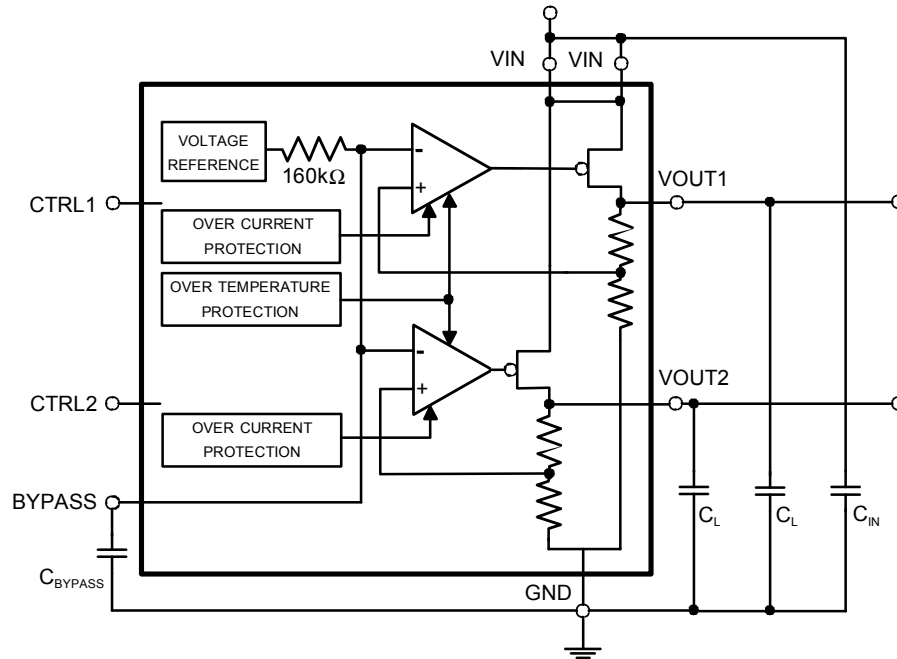 VIN VIN
VOLTAGE
REFERENCE
160kΩ
-
+
CTRL1
VOUT1
OVER CURRENT
PROTECTION
OVER TEMPERATURE
PROTECTION
-
+
CTRL2
VOUT2
OVER CURRENT
PROTECTION
BYPASS
CBYPASS
CL
CL
CIN
GND